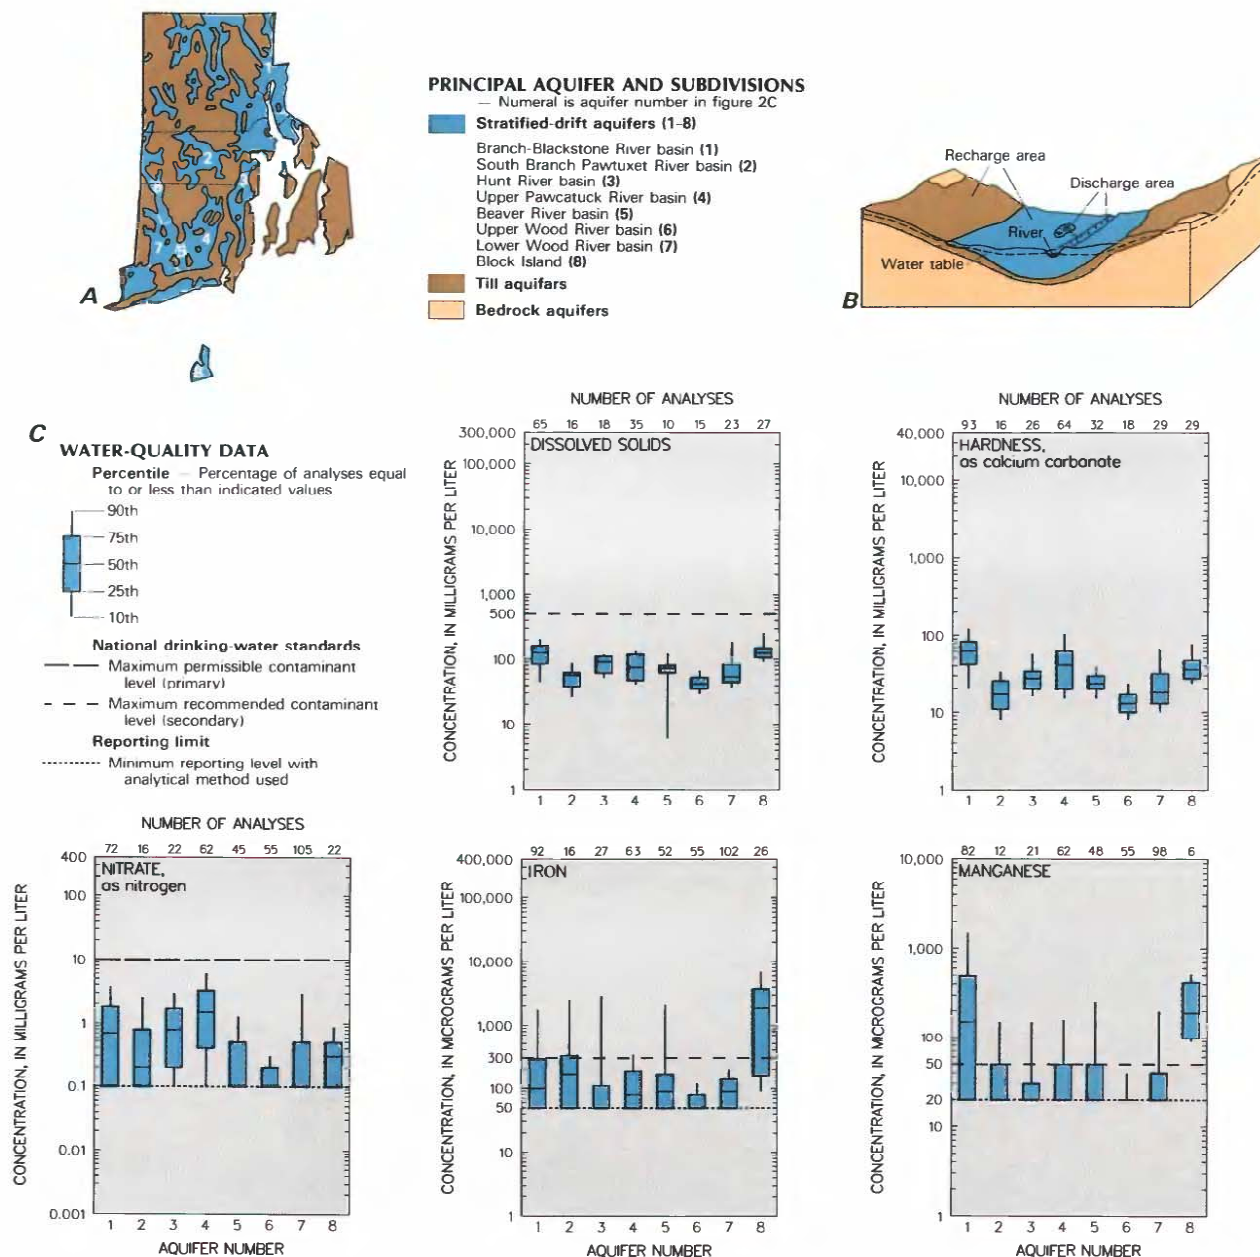 PRINCIPAL AQUIFER AND SUBDIVISIONS
— Numeral is aquifer number in figure 2C
Stratified-drift aquifers (1-8)
Branch-Blackstone River basin (1)
South Branch Pawtuxet River basin (2)
Hunt River basin (3)
Upper Pawcatuck River basin (4)
Beaver River basin (5)
Upper Wood River basin (6)
Lower Wood River basin (7)
Block Island (8)
Till aquifars
Bedrock aquifers
1
2
3
6
7
5
4
8
A
Recharge area
Discharge area
River
Water table
B
C
WATER-QUALITY DATA
Percentile — Percentage of analyses equal
to or less than indicated values
90th
75th
50th
25th
10th
National drinking-water standards
Maximum permissible contaminant
level (primary)
Maximum recommended contaminant
level (secondary)
Reporting limit
Minimum reporting level with
analytical method used
NUMBER OF ANALYSES
65 16 18 35 10 15 23 27
DISSOLVED SOLIDS
CONCENTRATION, IN MILLIGRAMS PER LITER
300,000
100,000
10,000
1,000
500
100
10
1
1 2 3 4 5 6 7 8
NUMBER OF ANALYSES
93 16 26 64 32 18 29 29
HARDNESS,
as calcium carbonate
CONCENTRATION, IN MILLIGRAMS PER LITER
40,000
10,000
1,000
100
10
1
1 2 3 4 5 6 7 8
NUMBER OF ANALYSES
72 16 22 62 45 55 105 22
NITRATE,
as nitrogen
CONCENTRATION, IN MILLIGRAMS PER LITER
400
100
10
1
0.1
0.01
0.001
1 2 3 4 5 6 7 8
AQUIFER NUMBER
92 16 27 63 52 55 102 26
IRON
CONCENTRATION, IN MICROGRAMS PER LITER
400,000
100,000
10,000
1,000
300
100
50
10
1
1 2 3 4 5 6 7 8
AQUIFER NUMBER
82 12 21 62 48 55 98 6
MANGANESE
CONCENTRATION, IN MICROGRAMS PER LITER
10,000
1,000
100
50
20
10
1
1 2 3 4 5 6 7 8
AQUIFER NUMBER